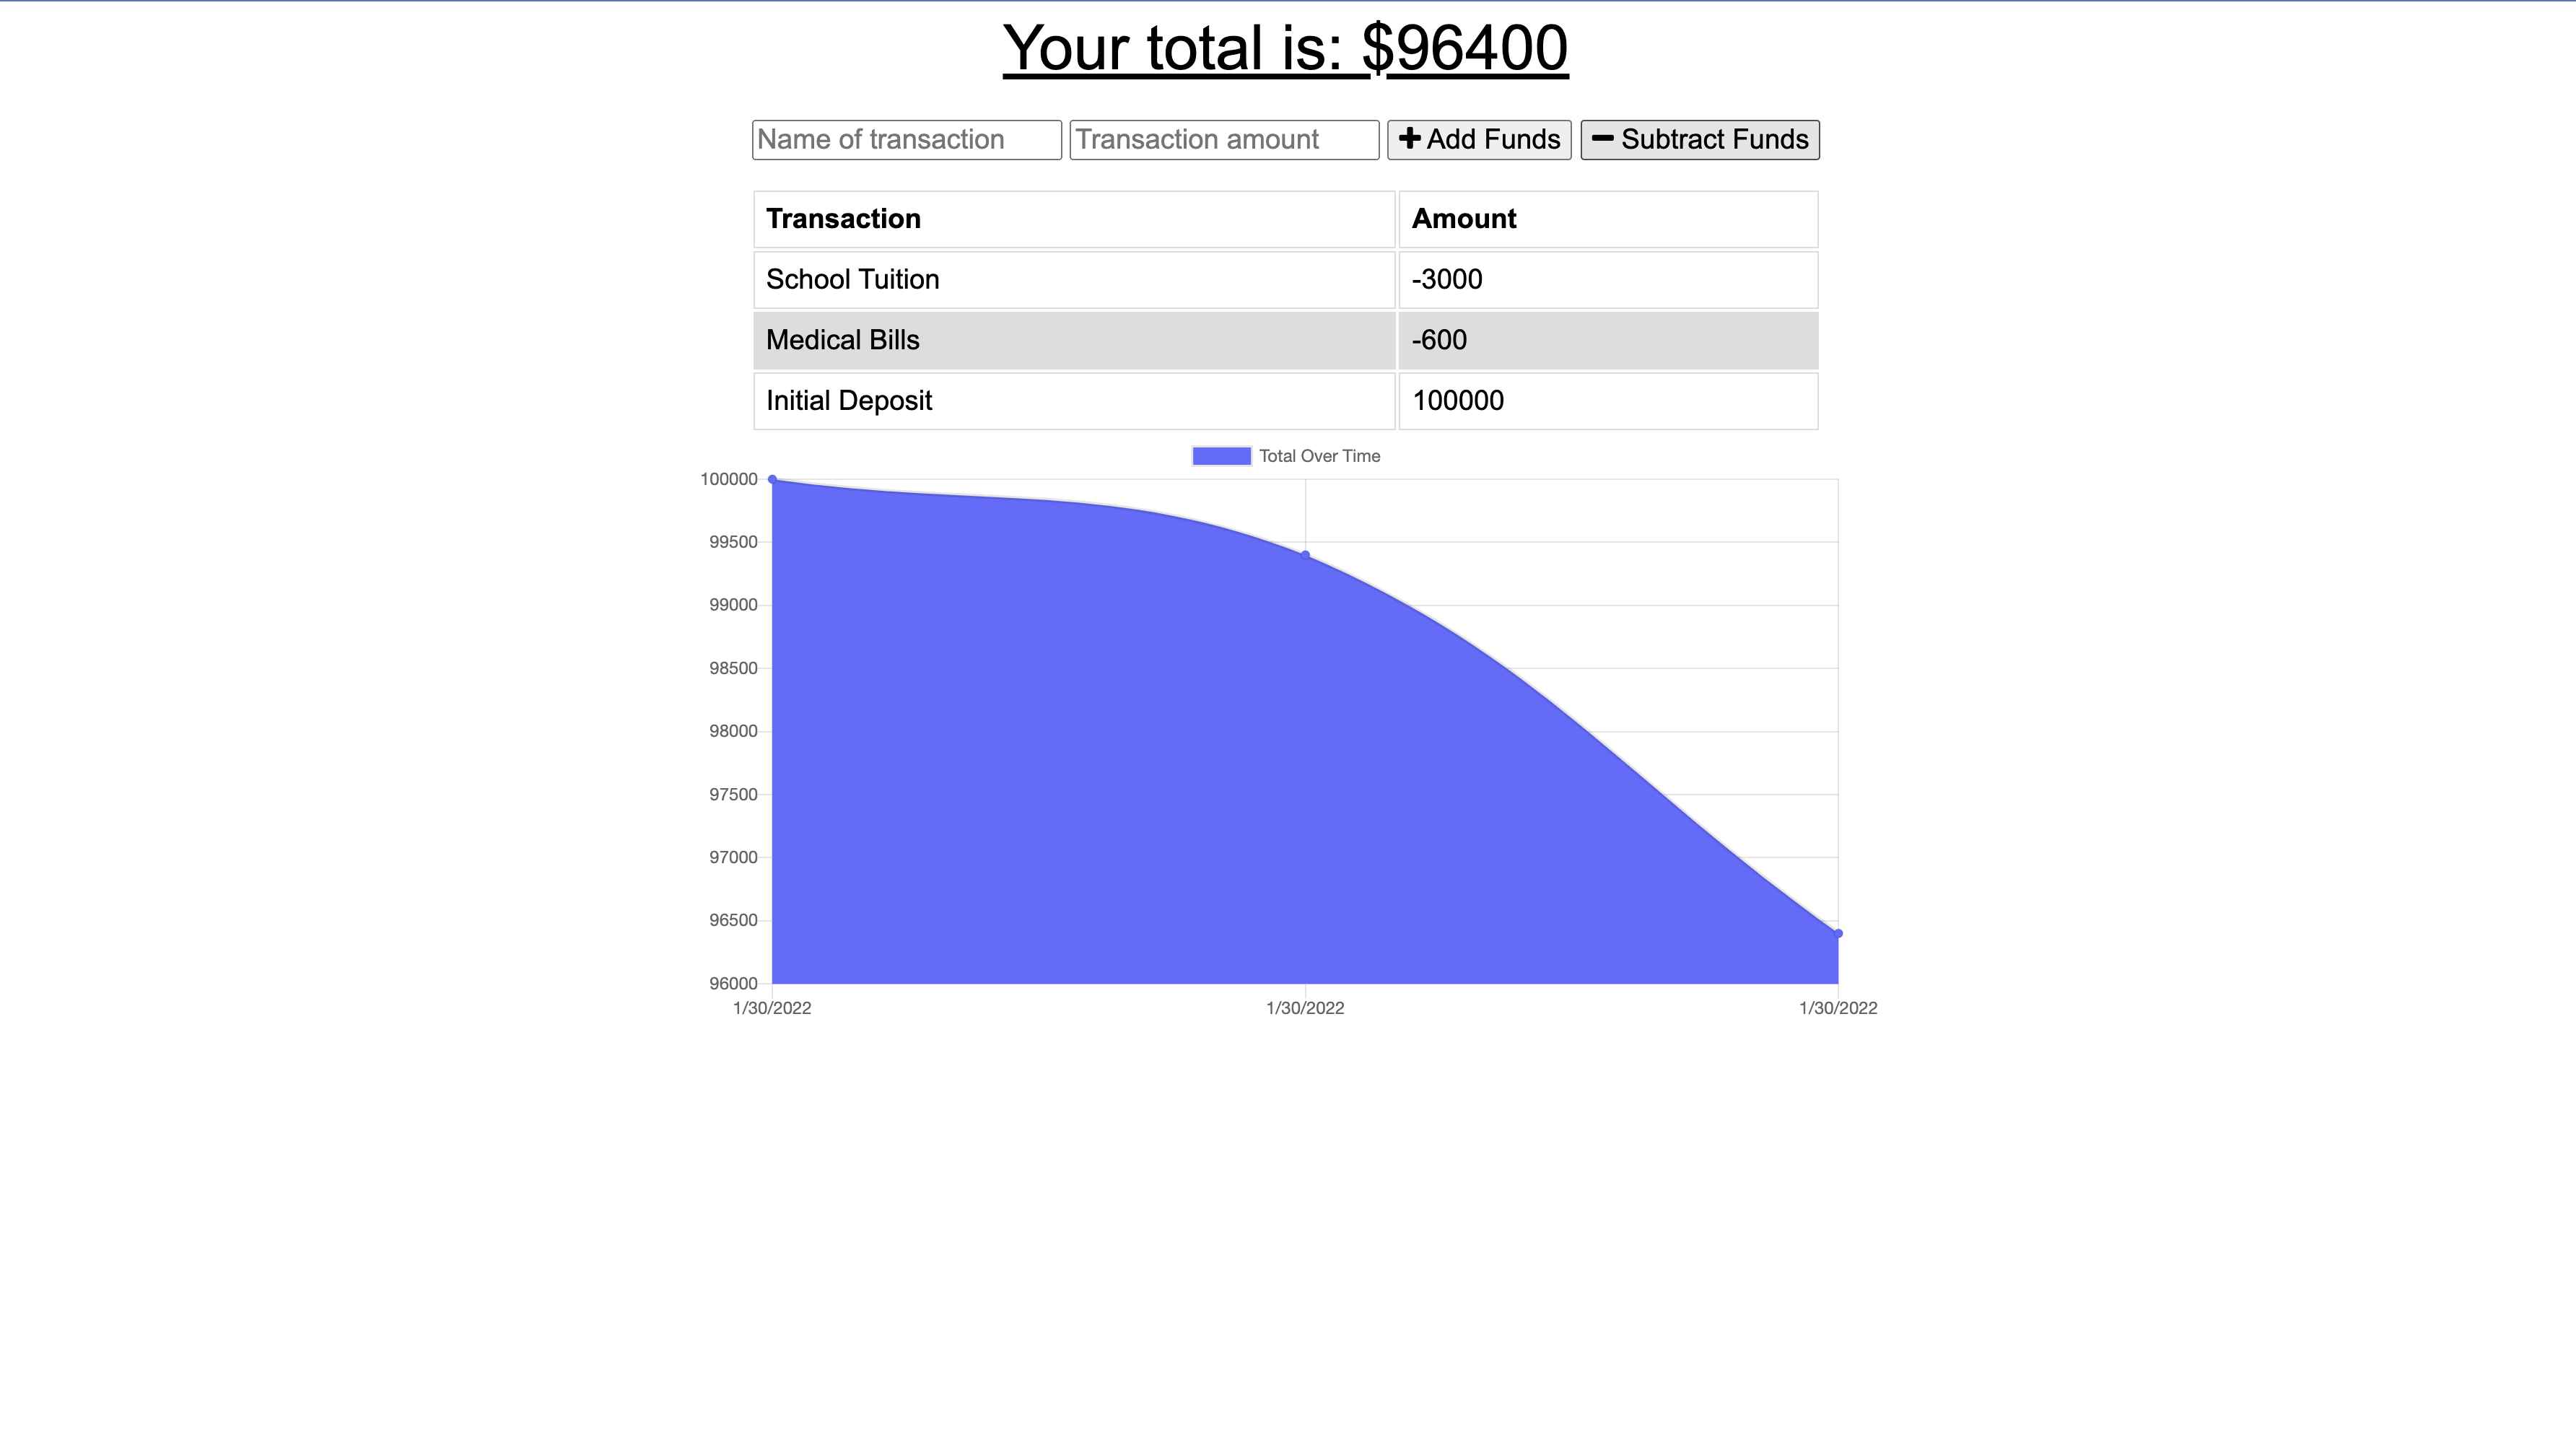 Your total is: $96400
Name of transaction Transaction amount Add Funds Subtract Funds
Transaction Amount
School Tuition -3000
Medical Bills -600
Initial Deposit 100000
Total Over Time
100000
99500
99000
98500
98000
97500
97000
96500
96000
1/30/2022 1/30/2022 1/30/2022